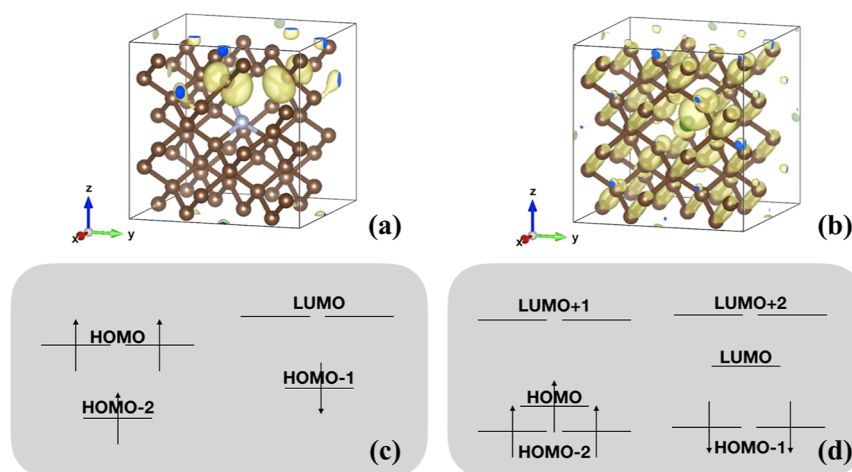 z
x
y
(a)
z
x
y
(b)
HOMO
HOMO-2
LUMO
HOMO-1
(c)
LUMO+1
HOMO
HOMO-2
LUMO+2
LUMO
HOMO-1
(d)